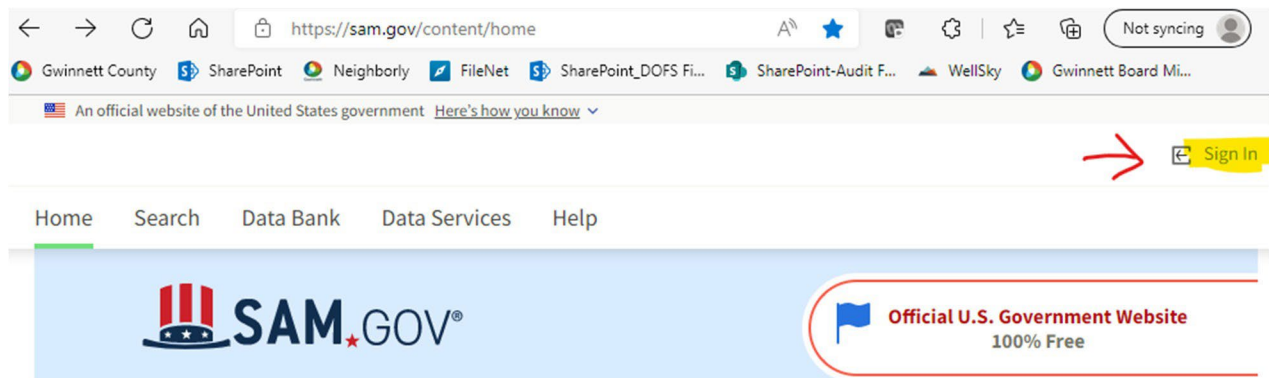 https://sam.gov/content/home
Not syncing
Gwinnett County SharePoint Neighborly FileNet SharePoint_DOFS Fi... SharePoint-Audit F... WellSky Gwinnett Board Mi...
An official website of the United States government Here's how you know
Sign In
Home Search Data Bank Data Services Help
SAM.GOV®
Official U.S. Government Website
100% Free